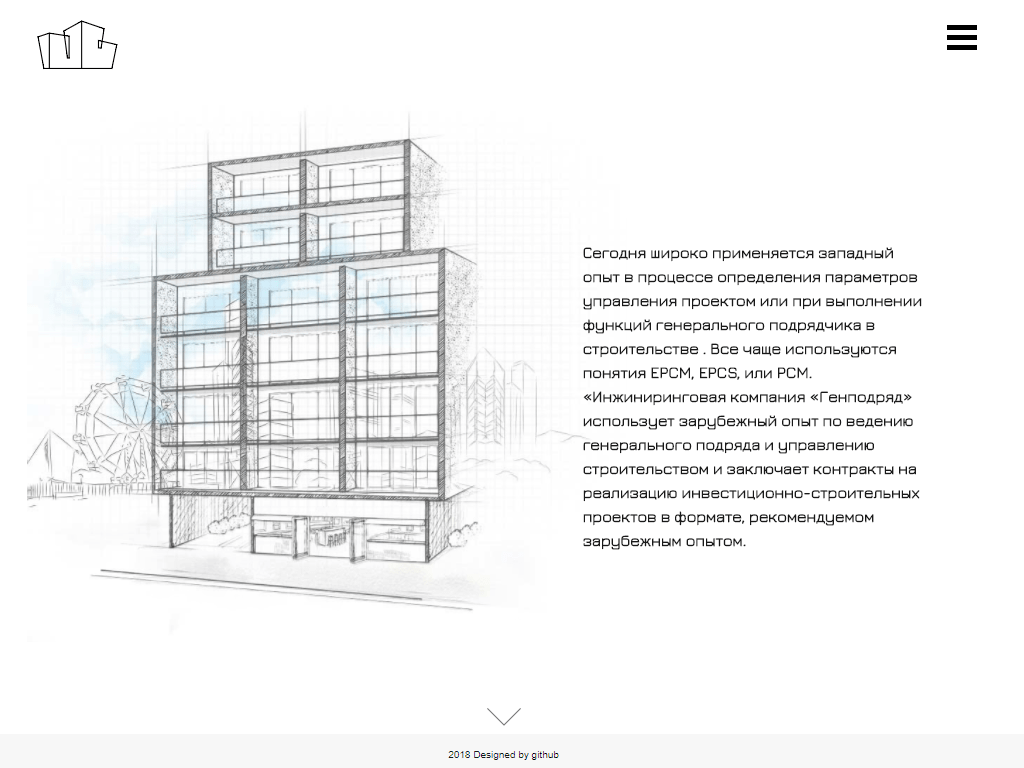 Сегодня широко применяется западный
опыт в процессе определения параметров
управления проектом или при выполнении
функций генерального подрядчика в
строительстве . Все чаще используются
понятия EPCM, EPCS, или PCM.
«Инжиниринговая компания «Генподряд»
использует зарубежный опыт по ведению
генерального подряда и управлению
строительством и заключает контракты на
реализацию инвестиционно-строительных
проектов в формате, рекомендуемом
зарубежным опытом.
2018 Designed by github